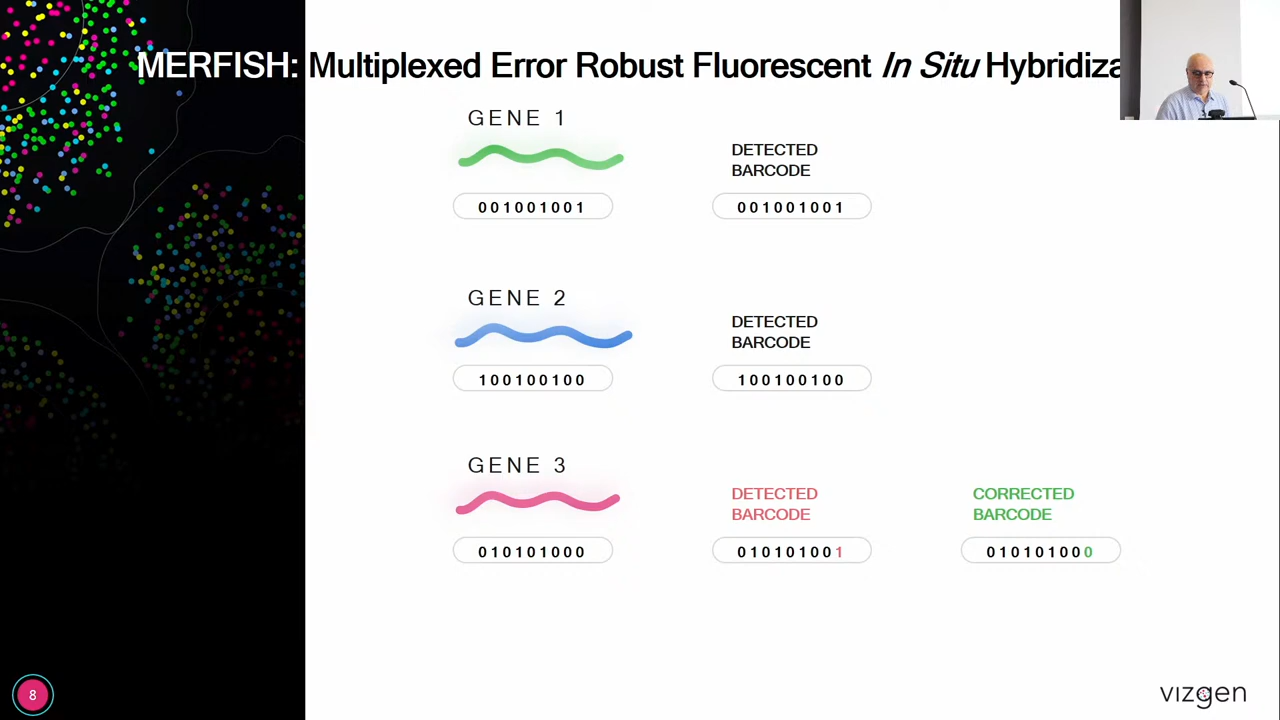 MERFISH: Multiplexed Error Robust Fluorescent In Situ Hybridiza
GENE 1
DETECTED
BARCODE
001001001
001001001
GENE 2
DETECTED
BARCODE
100100100
100100100
GENE 3
DETECTED
BARCODE
CORRECTED
BARCODE
010101000
010101001
010101000
8
vizgen